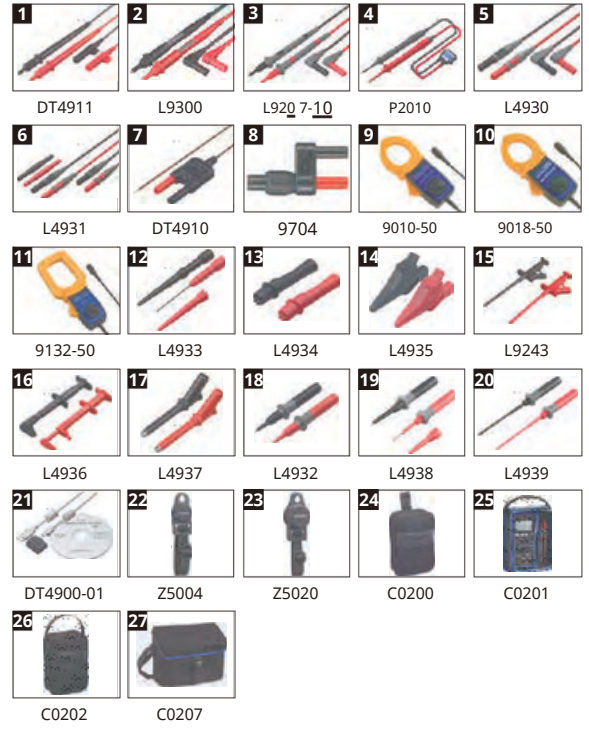 1 2 3 4 5
DT4911 L9300 L920 7-10 P2010 L4930
6 7 8 9 10
L4931 DT4910 9704 9010-50 9018-50
11 12 13 14 15
9132-50 L4933 L4934 L4935 L9243
16 17 18 19 20
L4936 L4937 L4932 L4938 L4939
21 22 23 24 25
DT4900-01 Z5004 Z5020 C0200 C0201
26 27
C0202 C0207